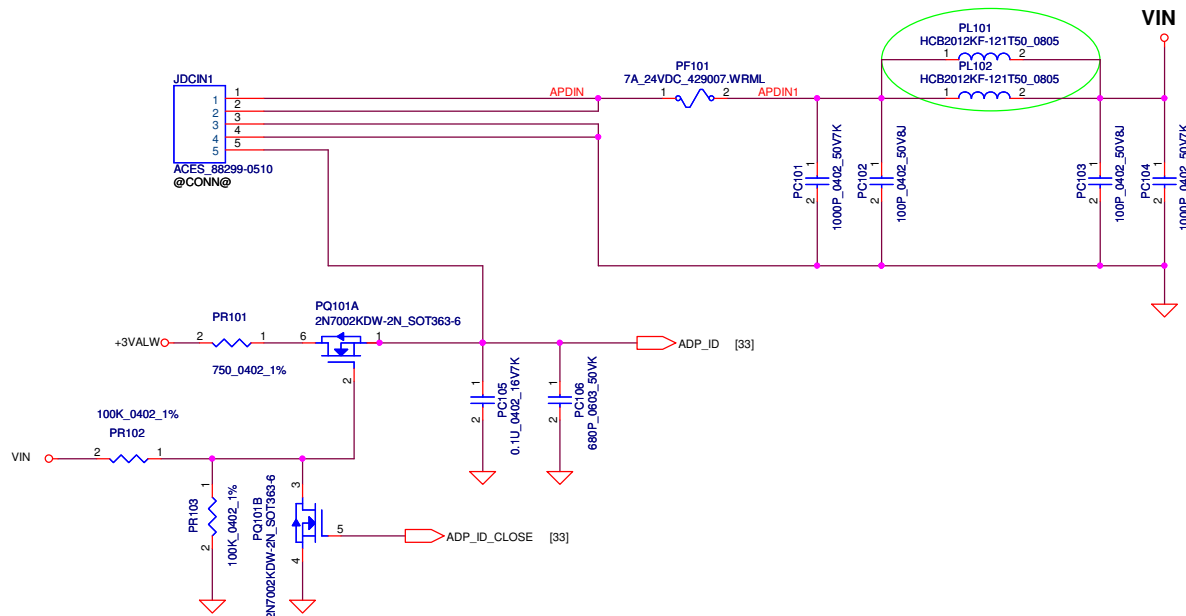 VIN
PL101
HCB2012KF-121T50_0805
1 2
PL102
HCB2012KF-121T50_0805
1 2
JDCIN1
1 1
2 2
3 3
4 4
5 5
ACES_88299-0510
@CONN@
APDIN
PF101
7A_24VDC_429007.WRML
1 2
APDIN1
1
2
PC101
1000P_0402_50V7K
1
2
PC102
100P_0402_50V8J
1
2
PC103
100P_0402_50V8J
1
2
PC104
1000P_0402_50V7K
PQ101A
2N7002KDW-2N_SOT363-6
PR101
+3VALW
2 1
750_0402_1%
6 1
2
ADP_ID [33]
1
2
PC105
0.1U_0402_16V7K
1
2
PC106
680P_0603_50VK
100K_0402_1%
PR102
VIN
2 1
1
2
PR103
100K_0402_1%
PQ101B
2N7002KDW-2N_SOT363-6
3
5
4
ADP_ID_CLOSE [33]